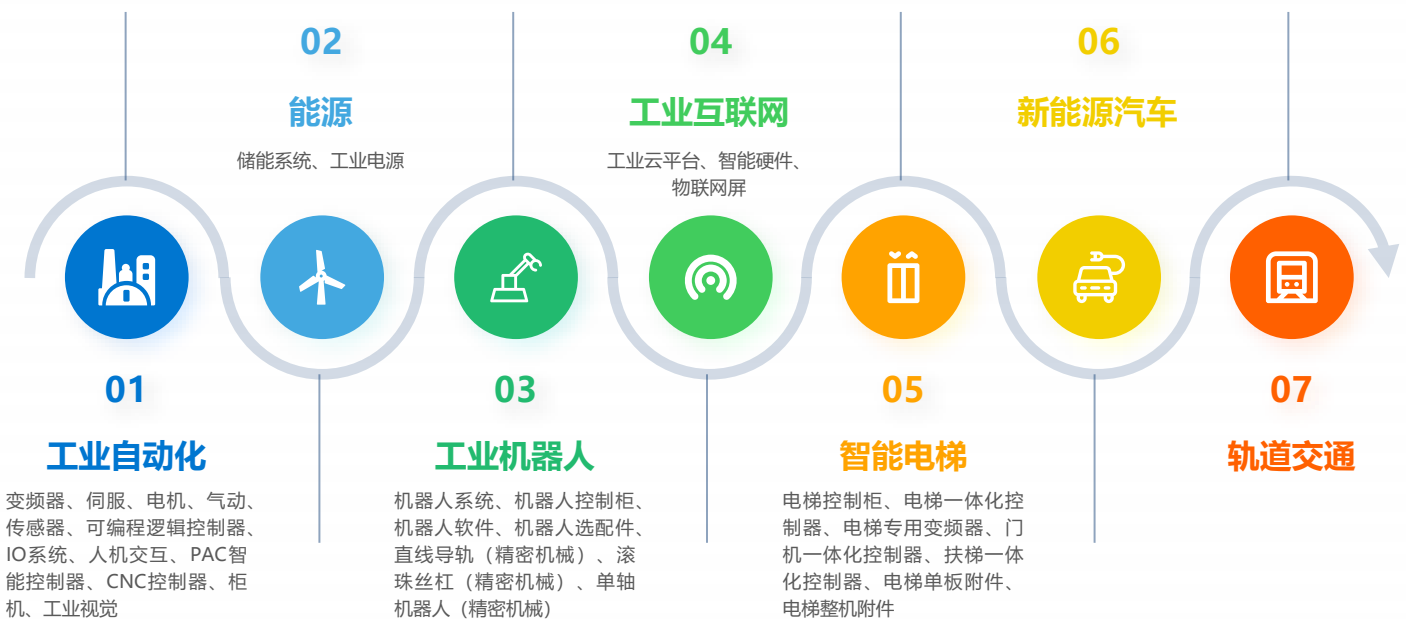 01
工业自动化
变频器、伺服、电机、气动、
传感器、可编程逻辑控制器、
IO系统、人机交互、PAC智
能控制器、CNC控制器、柜
机、工业视觉
02
能源
储能系统、工业电源
03
工业机器人
机器人系统、机器人控制柜、
机器人软件、机器人选配件、
直线导轨（精密机械）、滚
珠丝杠（精密机械）、单轴
机器人（精密机械）
04
工业互联网
工业云平台、智能硬件、
物联网屏
05
智能电梯
电梯控制柜、电梯一体化控
制器、电梯专用变频器、门
机一体化控制器、扶梯一体
化控制器、电梯单板附件、
电梯整机附件
06
新能源汽车
07
轨道交通